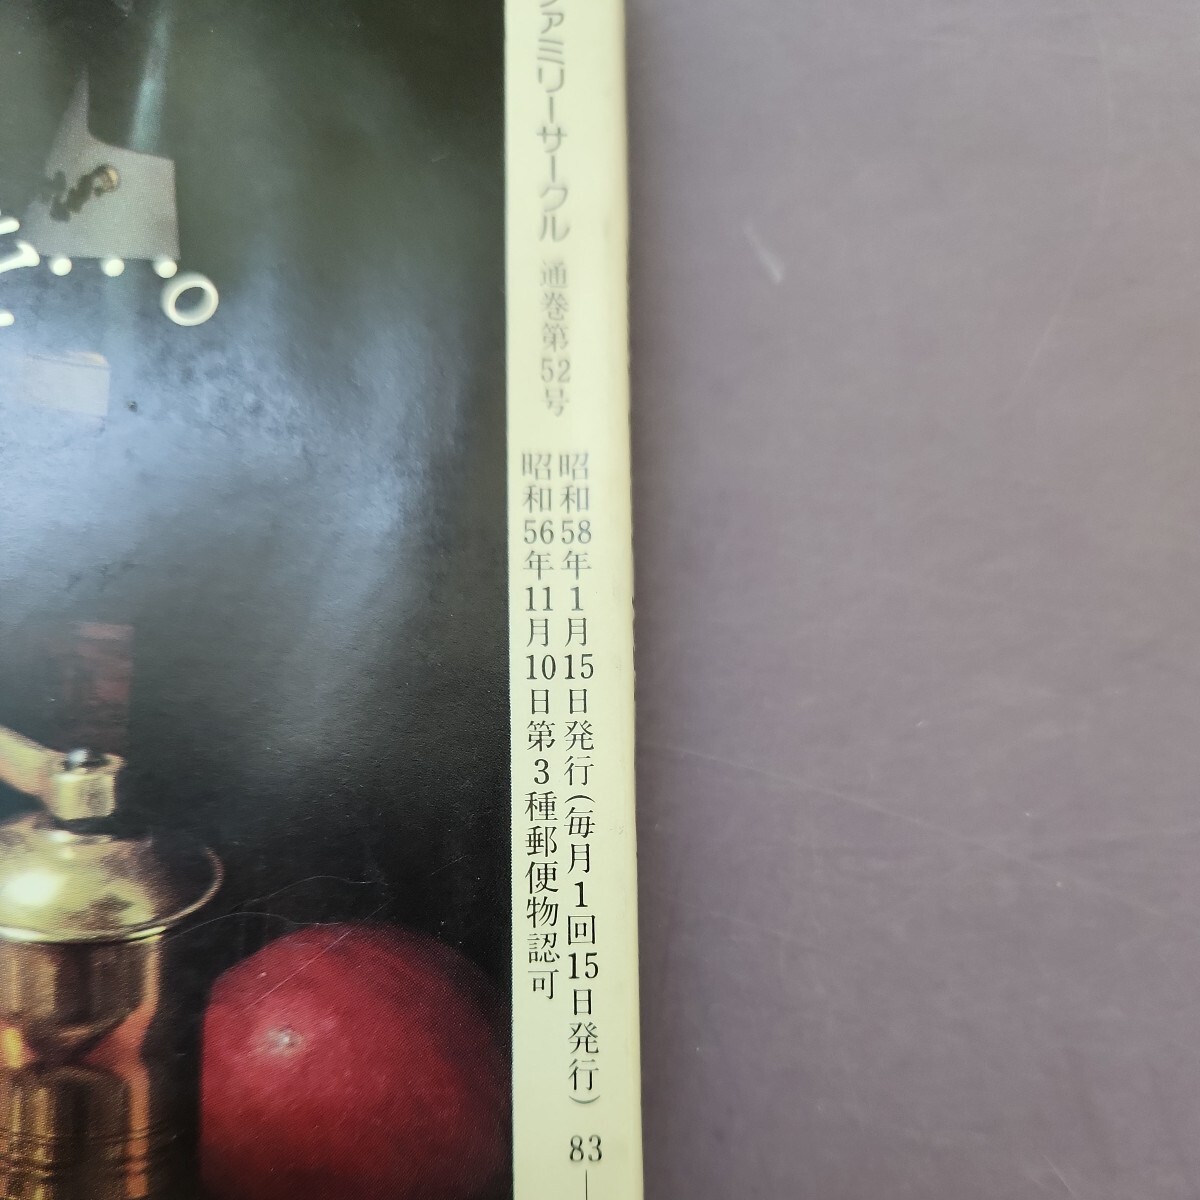 ァミリーサークル 通巻第52号
昭和58年1月15日発行(毎月1回15日発行) 83
昭和56年11月10日第3種郵便物認可